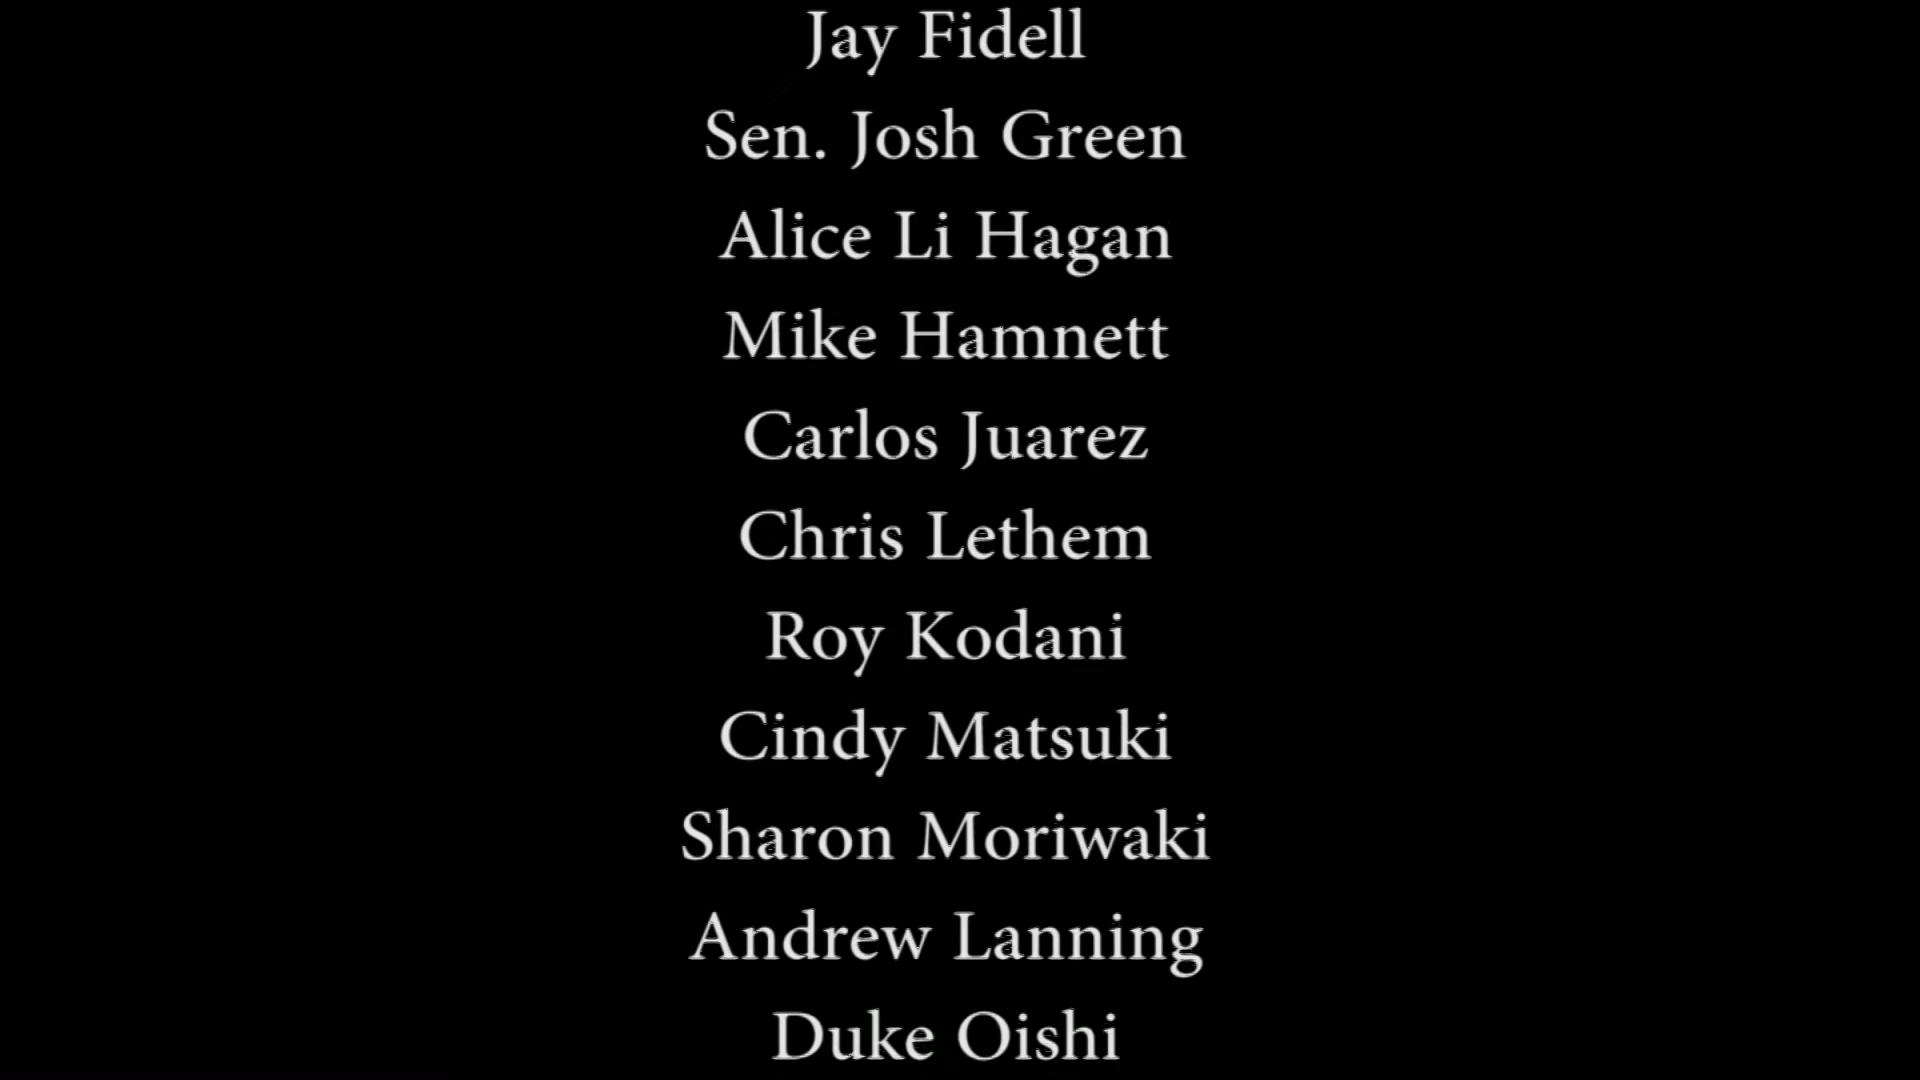 Jay Fidell
Sen. Josh Green
Alice Li Hagan
Mike Hamnett
Carlos Juarez
Chris Lethem
Roy Kodani
Cindy Matsuki
Sharon Moriwaki
Andrew Lanning
Duke Oishi